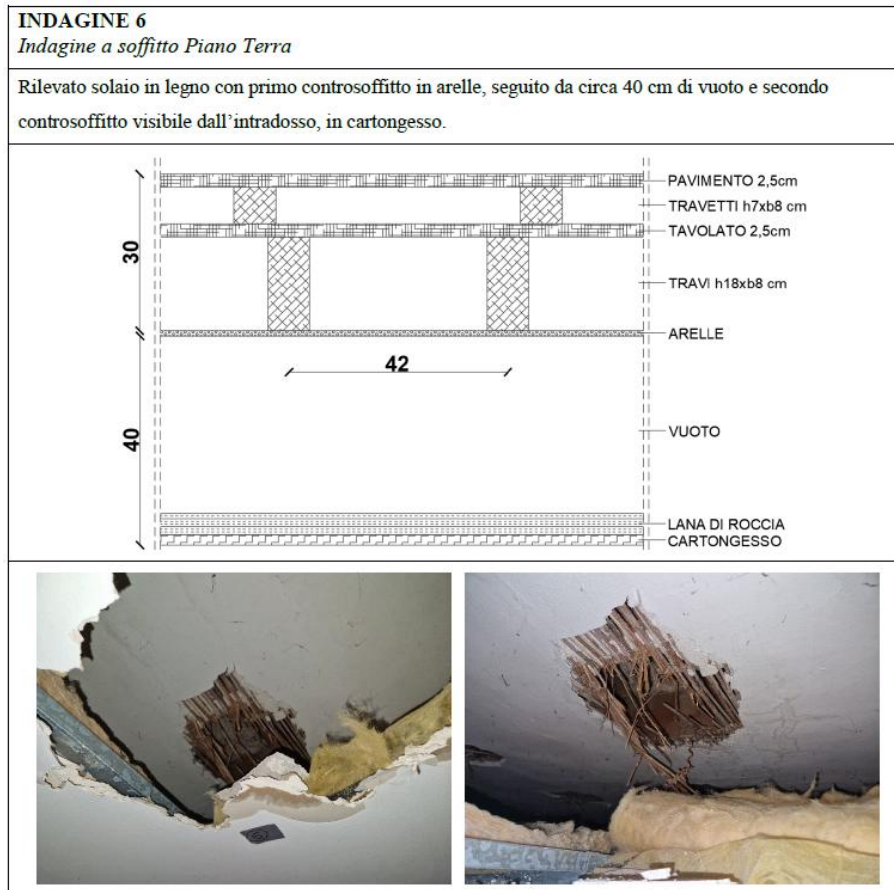 INDAGINE 6
Indagine a soffitto Piano Terra
Rilevato solaio in legno con primo controsoffitto in arelle, seguito da circa 40 cm di vuoto e secondo
controsoffitto visibile dall'intradosso, in cartongesso.
PAVIMENTO 2,5cm
TRAVETTI h7xb8 cm
TAVOLATO 2,5cm
30
TRAVI h18xb8 cm
ARELLE
42
40
VUOTO
LANA DI ROCCIA
CARTONGESSO